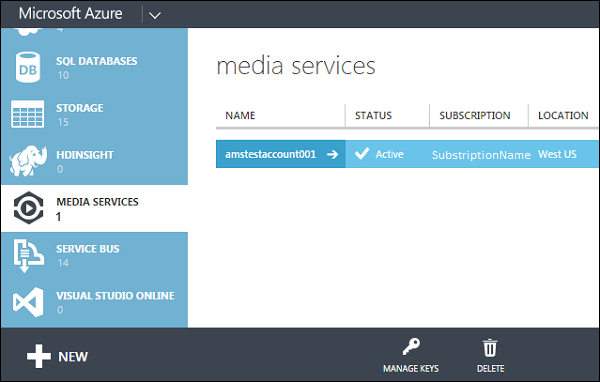 Microsoft Azure
4
DB
SQL DATABASES
10
STORAGE
15
HDINSIGHT
0
MEDIA SERVICES
1
SERVICE BUS
14
VISUAL STUDIO ONLINE
0
media services
NAME STATUS SUBSCRIPTION LOCATION
amstestaccount001 Active SubstriptionName West US
NEW
MANAGE KEYS
DELETE